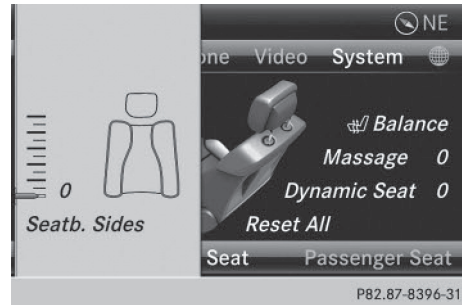 NE
one Video System
Balance
Massage 0
0 Dynamic Seat 0
Seatb. Sides Reset All
Seat Passenger Seat
P82.87-8396-31